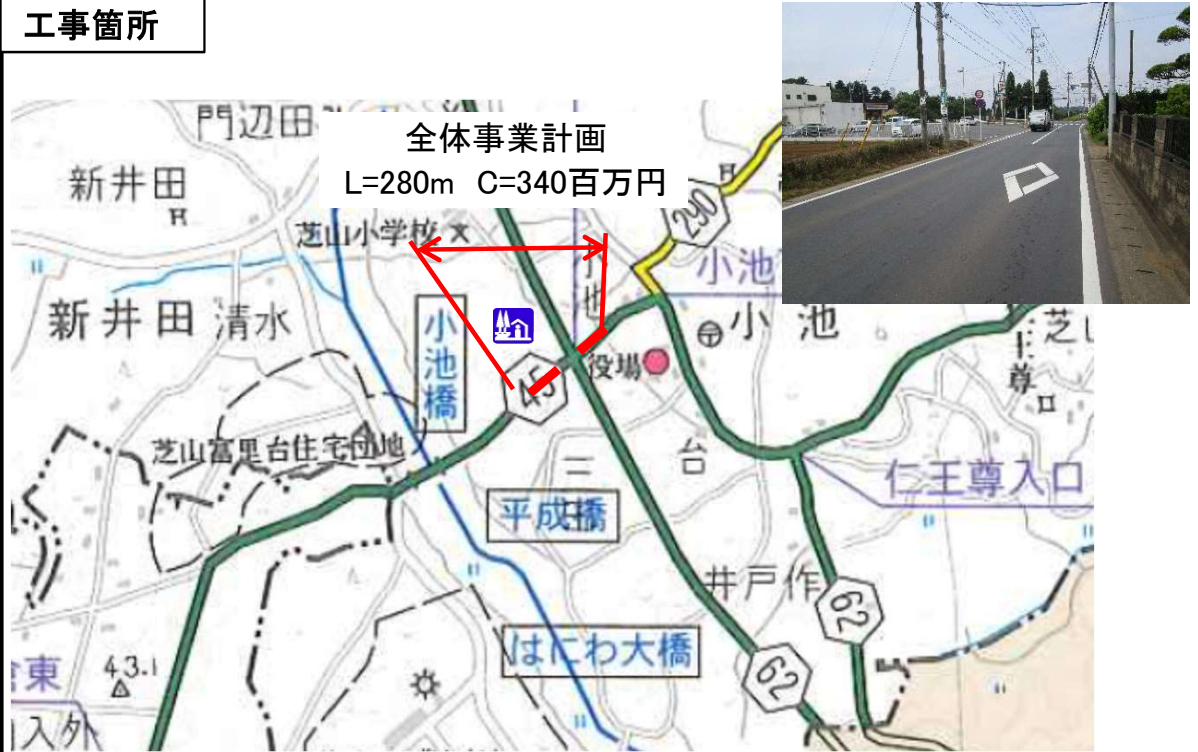 工事箇所
門辺田
全体事業計画
L=280m C=340百万円
新井田
芝山小学校
290
小池
新井田
清水
小池橋
小池
役場
45
芝山富里台住宅団地
台
仁王尊入口
平成橋
井戸作
62
はにわ大橋
62
43.1